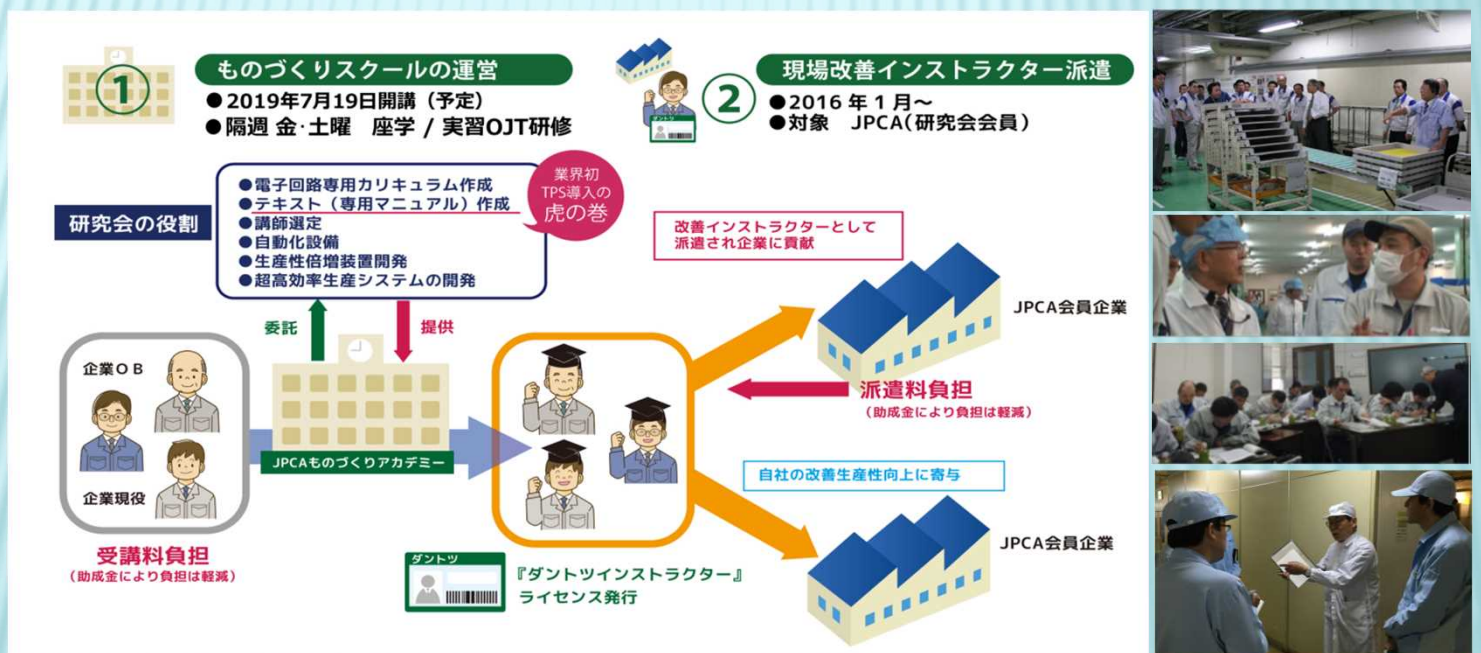 ① ものづくりスクールの運営
●2019年7月19日開講（予定）
●隔週 金·土曜　座学 / 実習OJT研修
② 現場改善インストラクター派遣
●2016 年 1 月～
●対象　JPCA（研究会会員）
研究会の役割
●電子回路専用カリキュラム作成
●テキスト（専用マニュアル）作成
●講師選定
●自動化設備
●生産性倍増装置開発
●超高効率生産システムの開発
業界初
TPS導入の
虎の巻
委託
提供
企業ＯＢ
企業現役
受講料負担
（助成金により負担は軽減）
JPCAものづくりアカデミー
ダントツ
『ダントツインストラクター』
ライセンス発行
改善インストラクターとして
派遣され企業に貢献
JPCA会員企業
派遣料負担
（助成金により負担は軽減）
自社の改善生産性向上に寄与
JPCA会員企業